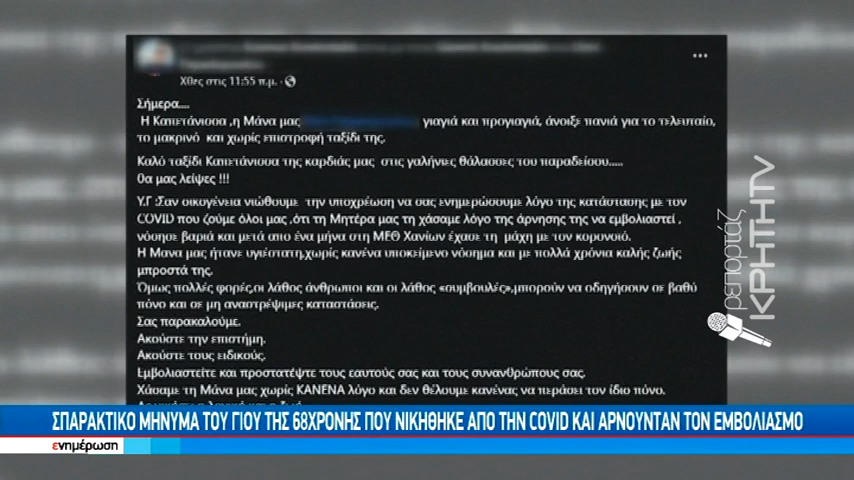 Χθες στις 11:55 π.μ.
Σήμερα....
Η Καπετάνισσα ,η Μάνα μας γιαγιά και προγιαγιά, άνοιξε πανιά για το τελευταίο,
το μακρινό και χωρίς επιστροφή ταξίδι της.
Καλό ταξίδι Καπετάνισσα της καρδιάς μας στις γαλήνιες θάλασσες του παραδείσου.....
θα μας λείψεις !!!
Υ.Γ :Σαν οικογένεια νιώθουμε την υποχρέωση να σας ενημερώσουμε λόγο της κατάστασης με τον
COVID που ζούμε όλοι μας ,ότι τη Μητέρα μας τη χάσαμε λόγο της άρνησης της να εμβολιαστεί ,
νόσησε βαριά και μετά απο ένα μήνα στη ΜΕΘ Χανίων έχασε τη μάχη με τον κορονοιό.
Η Μανα μας ήτανε υγιέστατη,χωρίς κανένα υποκείμενο νόσημα και με πολλά χρόνια καλής ζωής
μπροστά της.
Όμως πολλές φορές,οι λάθος άνθρωποι και οι λάθος «συμβουλές»,μπορούν να οδηγήσουν σε βαθύ
πόνο και σε μη αναστρέψιμες καταστάσεις.
Σας παρακαλούμε.
Ακούστε την επιστήμη.
Ακούστε τους ειδικούς.
Εμβολιαστείτε και προστατέψτε τους εαυτούς σας και τους συνανθρώπους σας.
Χάσαμε τη Μάνα μας χωρίς ΚΑΝΕΝΑ λόγο και δεν θέλουμε κανένας να περάσει τον ίδιο πόνο.
ρεπορτάζ
ΚΡΗΤΗTV
ΣΠΑΡΑΚΤΙΚΟ ΜΗΝΥΜΑ ΤΟΥ ΓΙΟΥ ΤΗΣ 68ΧΡΟΝΗΣ ΠΟΥ ΝΙΚΗΘΗΚΕ ΑΠΟ ΤΗΝ COVID ΚΑΙ ΑΡΝΟΥΝΤΑΝ ΤΟΝ ΕΜΒΟΛΙΑΣΜΟ
ενημέρωση